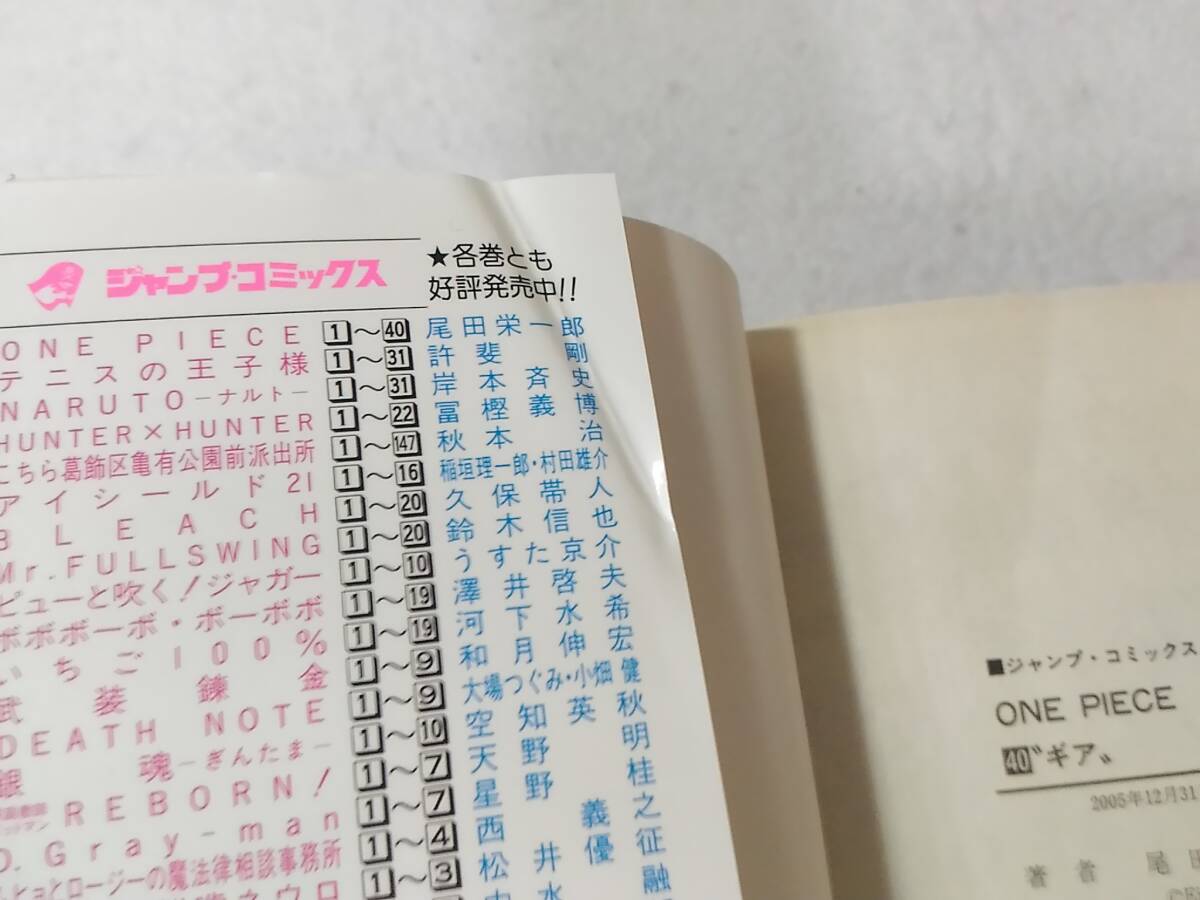 ジャンプ・コミックス
★各巻とも
好評発売中!!
ONE PIECE 1～40 尾田栄一郎
テニスの王子様 1～31 許斐剛
NARUTO―ナルト― 1～31 岸本斉史
HUNTER×HUNTER 1～22 冨樫義博
こちら葛飾区亀有公園前派出所 1～147 秋本治
アイシールド21 1～16 稲垣理一郎・村田雄介
BLEACH 1～20 久保帯人
Mr.FULLSWING 1～20 鈴木信也
ピューと吹く!ジャガー 1～10 うすた京介
ボボボーボ・ボーボボ 1～19 澤井啓夫
いちご100% 1～19 河下水希
武装錬金 1～9 和月伸宏
DEATH NOTE 1～9 大場つぐみ・小畑健
銀魂―ぎんたま― 1～10 空知英秋
REBORN! 1～7 天野明
D.Gray-man 1～7 星野桂
ヒョとロージーの魔法律相談事務所 1～4 西義之
ネウロ 1～3 松井優征
融
■ジャンプ・コミックス
ONE PIECE
40 〝ギア〟
2005年12月31
著者 尾田